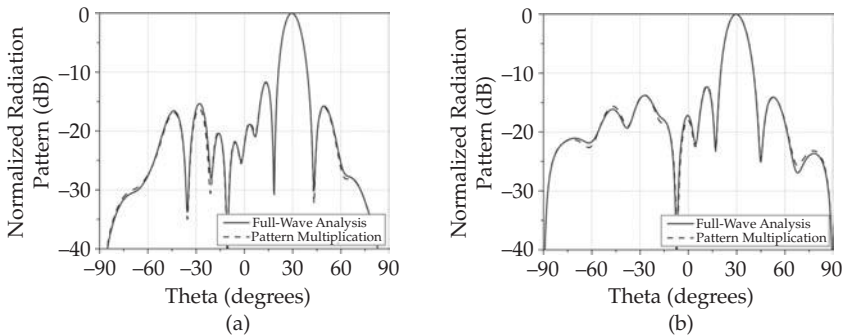 Normalized Radiation
Pattern (dB)
0
−10
−20
−30
−40
Full-Wave Analysis
Pattern Multiplication
−90 −60 −30 0 30 60 90
Theta (degrees)
(a)
Normalized Radiation
Pattern (dB)
0
−10
−20
−30
−40
Full-Wave Analysis
Pattern Multiplication
−90 −60 −30 0 30 60 90
Theta (degrees)
(b)